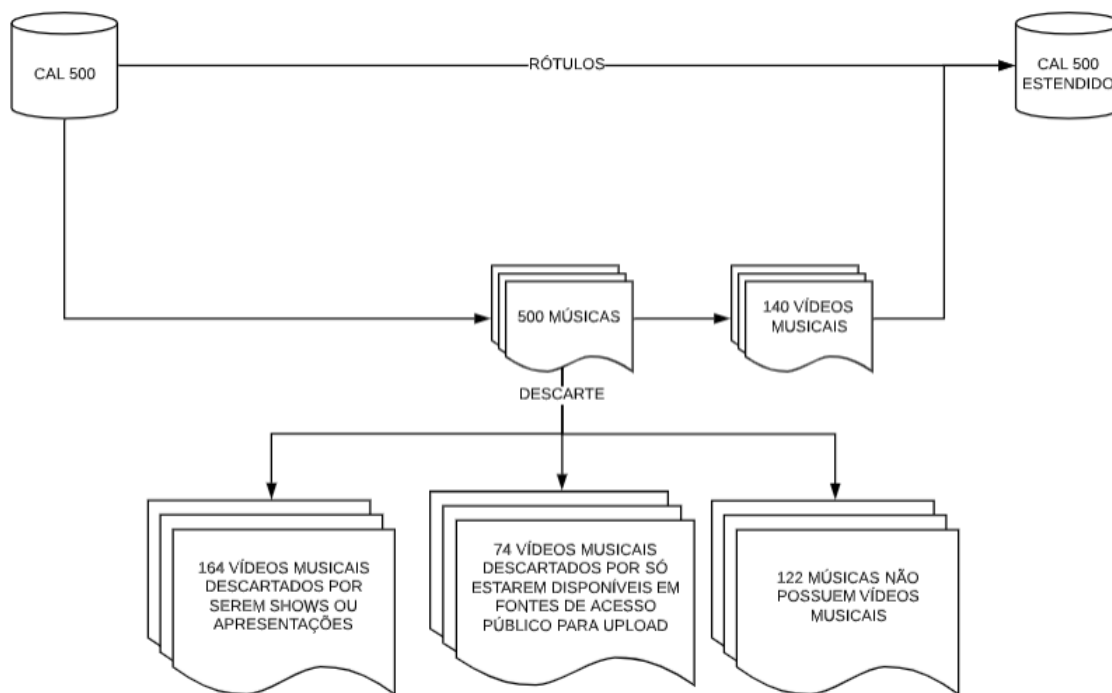 CAL 500
RÓTULOS
CAL 500
ESTENDIDO
500 MÚSICAS
140 VÍDEOS
MUSICAIS
DESCARTE
164 VÍDEOS MUSICAIS
DESCARTADOS POR
SEREM SHOWS OU
APRESENTAÇÕES
74 VÍDEOS MUSICAIS
DESCARTADOS POR SÓ
ESTAREM DISPONÍVEIS EM
FONTES DE ACESSO
PÚBLICO PARA UPLOAD
122 MÚSICAS NÃO
POSSUEM VÍDEOS
MUSICAIS